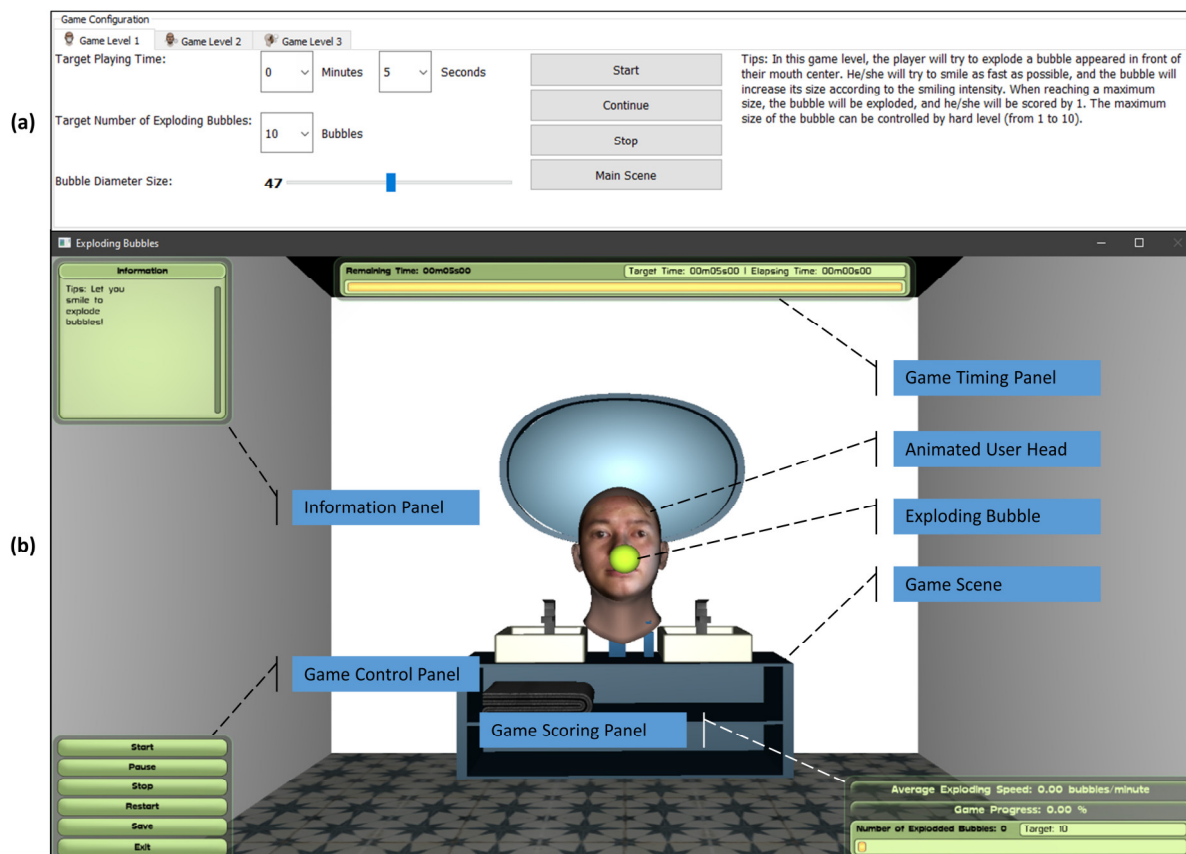 (a)
Game Configuration
Game Level 1 Game Level 2 Game Level 3
Target Playing Time:
0 Minutes 5 Seconds
Target Number of Exploding Bubbles:
10 Bubbles
Bubble Diameter Size:
47
Start
Continue
Stop
Main Scene
Tips: In this game level, the player will try to explode a bubble appeared in front of
their mouth center. He/she will try to smile as fast as possible, and the bubble will
increase its size according to the smiling intensity. When reaching a maximum
size, the bubble will be exploded, and he/she will be scored by 1. The maximum
size of the bubble can be controlled by hard level (from 1 to 10).
(b)
Exploding Bubbles
Information
Tips: Let you
smile to
explode
bubbles!
Remaining Time: 00m05s00
Target Time: 00m05s00 | Elapsing Time: 00m00s00
Game Timing Panel
Animated User Head
Information Panel
Exploding Bubble
Game Scene
Game Control Panel
Game Scoring Panel
Start
Pause
Stop
Restart
Save
Exit
Average Exploding Speed: 0.00 bubbles/minute
Game Progress: 0.00 %
Number of Explodded Bubbles: 0 Target: 10